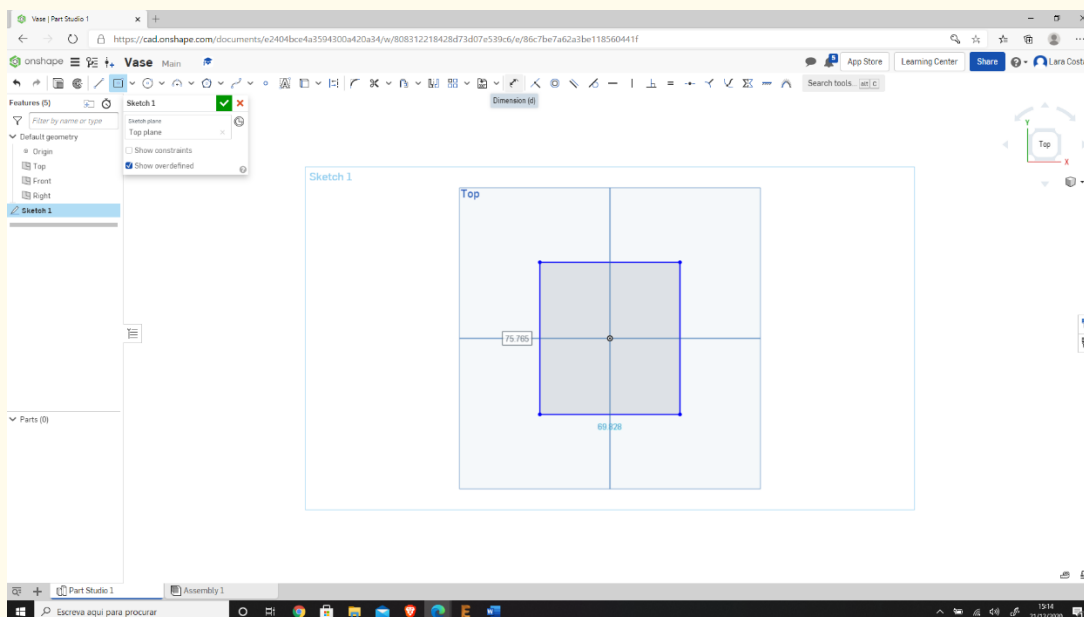 Vase | Part Studio 1
https://cad.onshape.com/documents/e2404bce4a3594300a420a34/w/808312218428d73d07e539c6/e/86c7be7a62a3be118560441f
onshape Vase Main
App Store
Learning Center
Share
Lara Costa
Search tools...
Dimension (d)
Features (5)
Filter by name or type
Default geometry
Origin
Top
Front
Right
Sketch 1
Sketch 1
Sketch plane
Top plane
Show constraints
Show overdefined
Sketch 1
Top
75.765
Y
Top
X
Parts (0)
Part Studio 1
Assembly 1
Escreva aqui para procurar
15:14